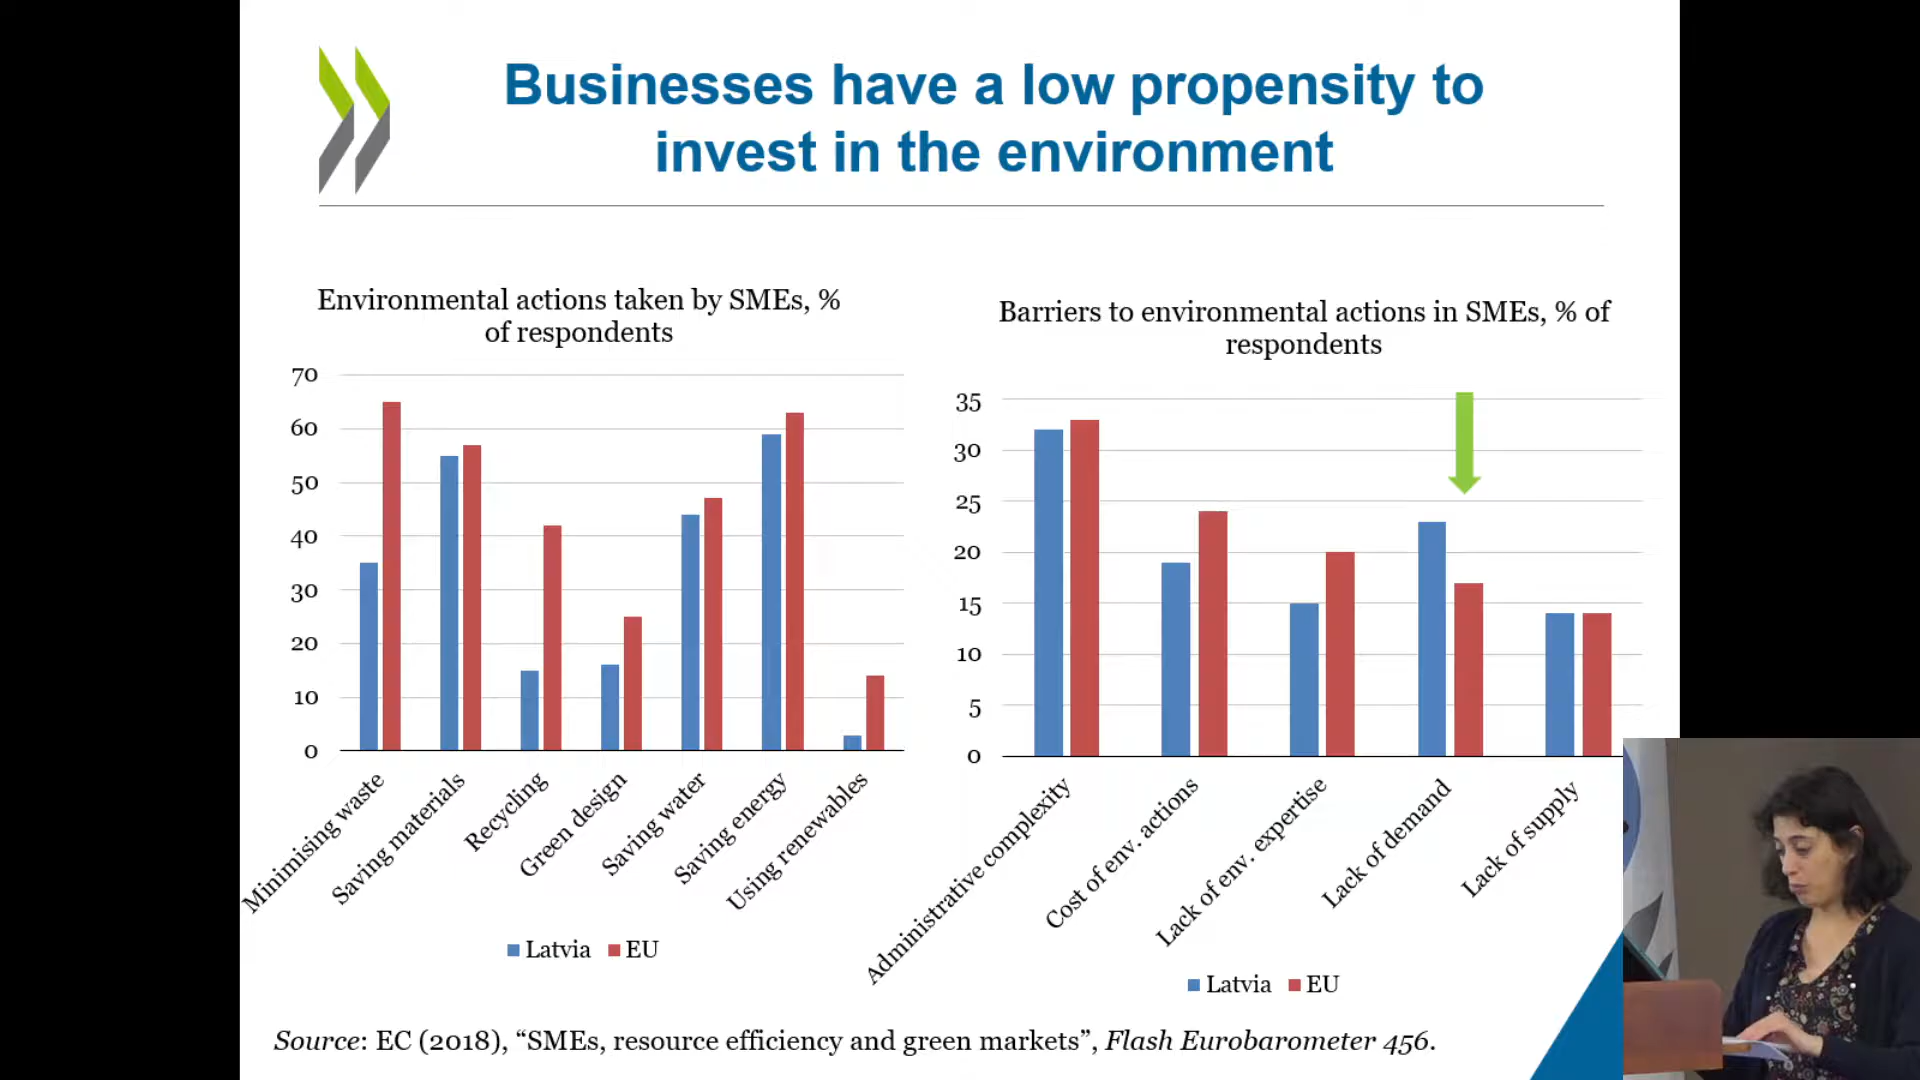 Businesses have a low propensity to
invest in the environment
Environmental actions taken by SMEs, %
of respondents
70
60
50
40
30
20
10
0
Minimising waste
Saving materials
Recycling
Green design
Saving water
Saving energy
Using renewables
Latvia EU
Barriers to environmental actions in SMEs, % of
respondents
35
30
25
20
15
10
5
0
Administrative complexity
Cost of env. actions
Lack of env. expertise
Lack of demand
Lack of supply
Latvia EU
Source: EC (2018), “SMEs, resource efficiency and green markets”, Flash Eurobarometer 456.